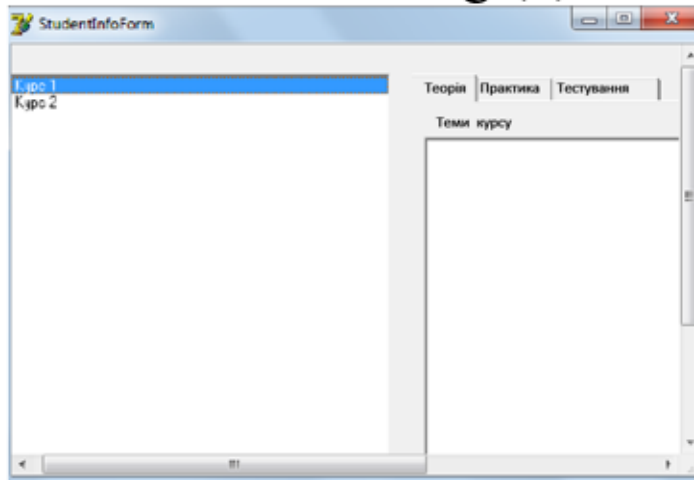 StudentInfoForm
Курс 1
Курс 2
Теорія Практика Тестування
Теми курсу